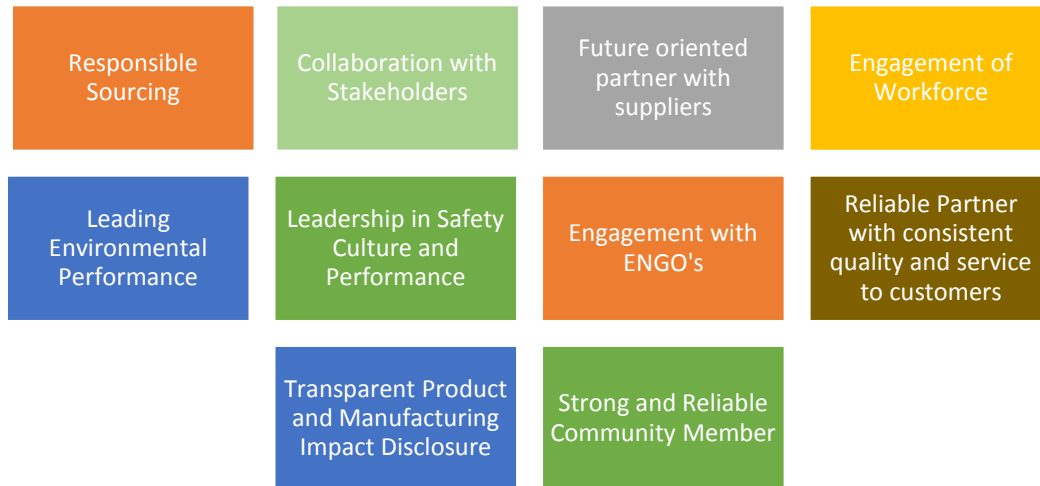 Responsible
Sourcing
Collaboration with
Stakeholders
Future oriented
partner with
suppliers
Engagement of
Workforce
Leading
Environmental
Performance
Leadership in Safety
Culture and
Performance
Engagement with
ENGO's
Reliable Partner
with consistent
quality and service
to customers
Transparent Product
and Manufacturing
Impact Disclosure
Strong and Reliable
Community Member